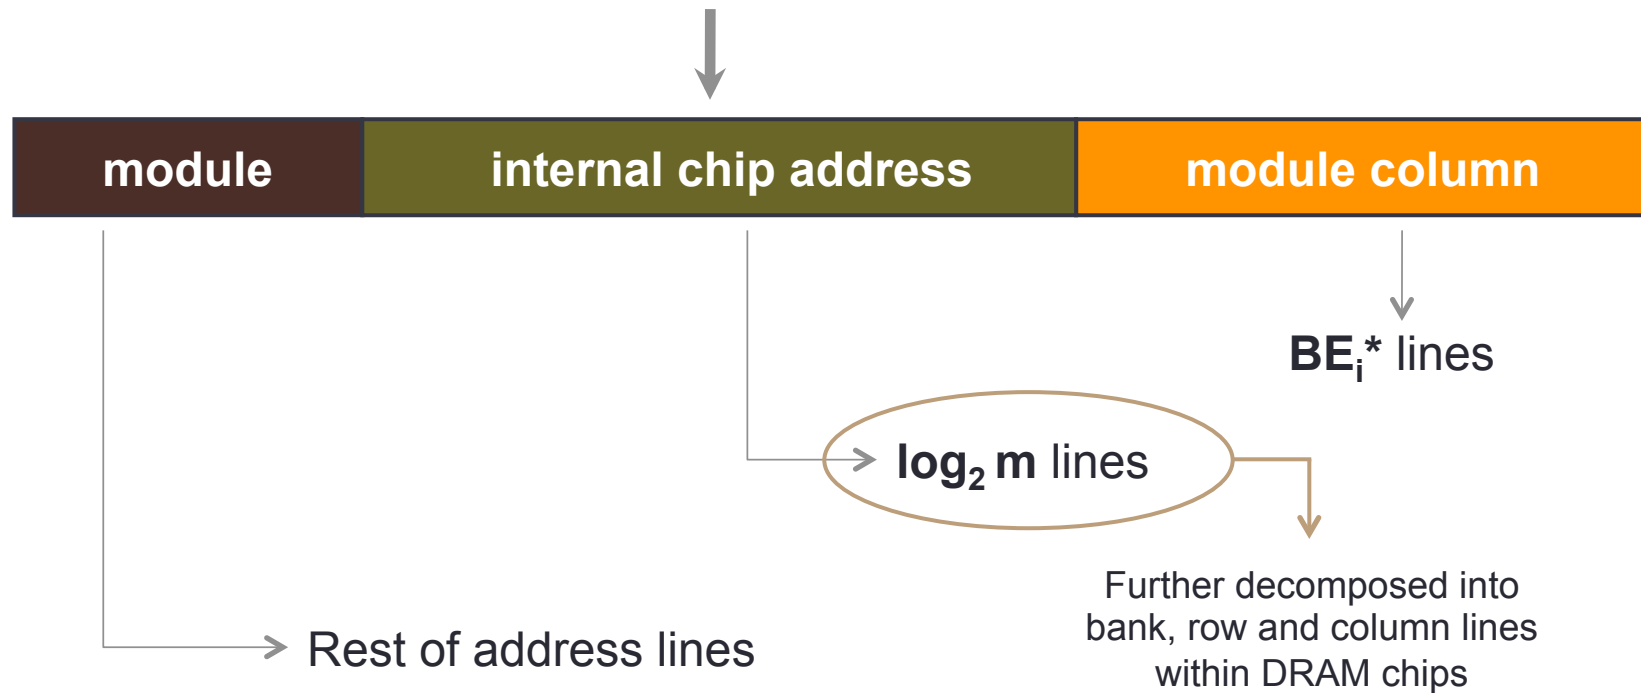 module
internal chip address
module column
BEi* lines
log2 m lines
Further decomposed into
bank, row and column lines
within DRAM chips
Rest of address lines